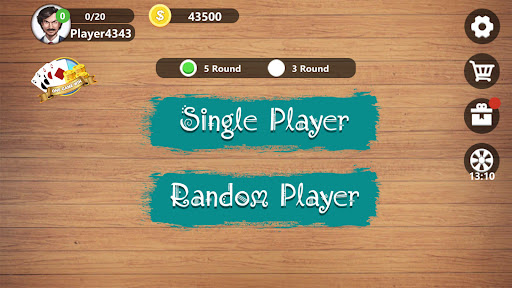 0 0/20
43500
Player4343
5 Round
3 Round
Single Player
Random Player
13:10